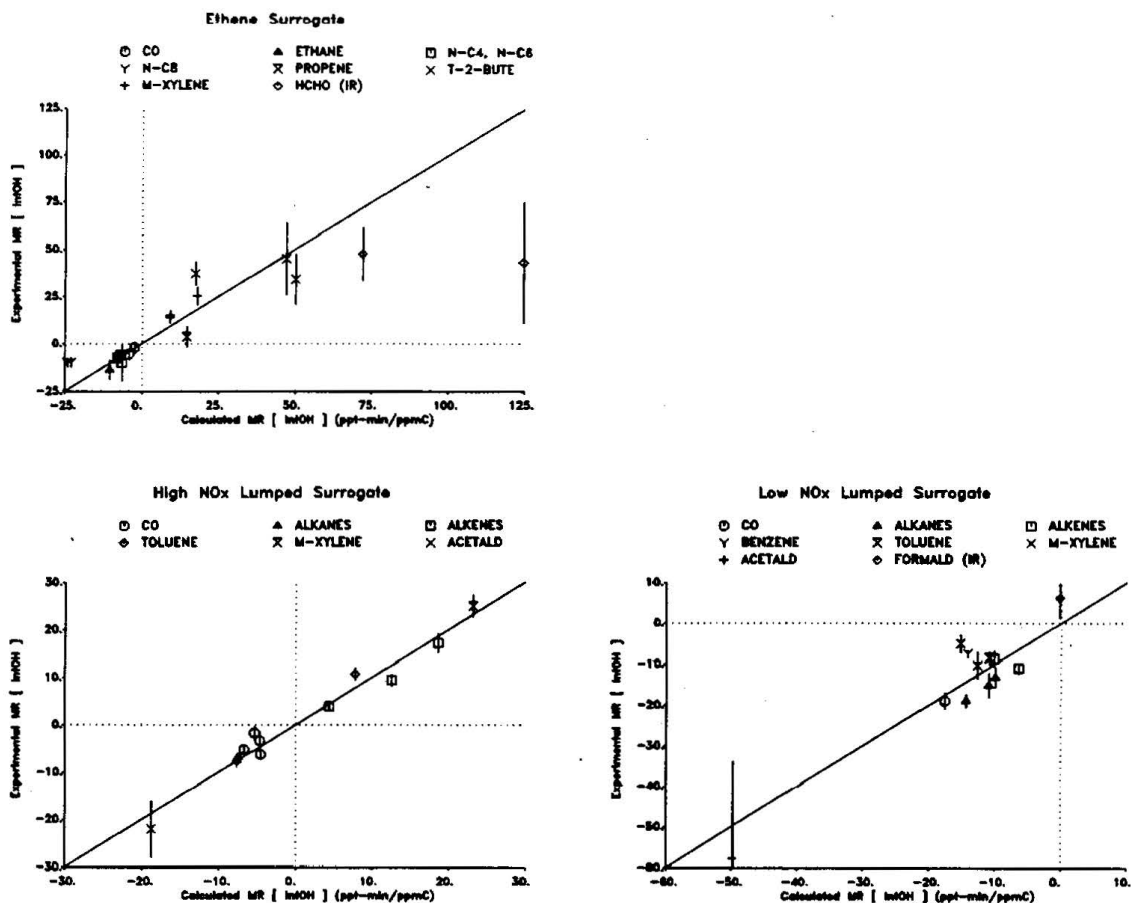 Ethene Surrogate
CO ETHANE N-C4, N-C6
N-C8 PROPENE T-2-BUTE
M-XYLENE HCHO (IR)
Experimental MR [ IntOH ]
125.
100.
75.
50.
25.
0.
-25.
-25. 0. 25. 50. 75. 100. 125.
Calculated MR [ IntOH ] (ppt-min/ppmC)
High NOx Lumped Surrogate
CO ALKANES ALKENES
TOLUENE M-XYLENE ACETALD
Experimental MR [ IntOH ]
30.
20.
10.
0.
-10.
-20.
-30.
-30. -20. -10. 0. 10. 20. 30.
Calculated MR [ IntOH ] (ppt-min/ppmC)
Low NOx Lumped Surrogate
CO ALKANES ALKENES
BENZENE TOLUENE M-XYLENE
ACETALD FORMALD (IR)
Experimental MR [ IntOH ]
10.
0.
-10.
-20.
-30.
-40.
-50.
-60.
-60. -50. -40. -30. -20. -10. 0. 10.
Calculated MR [ IntOH ] (ppt-min/ppmC)